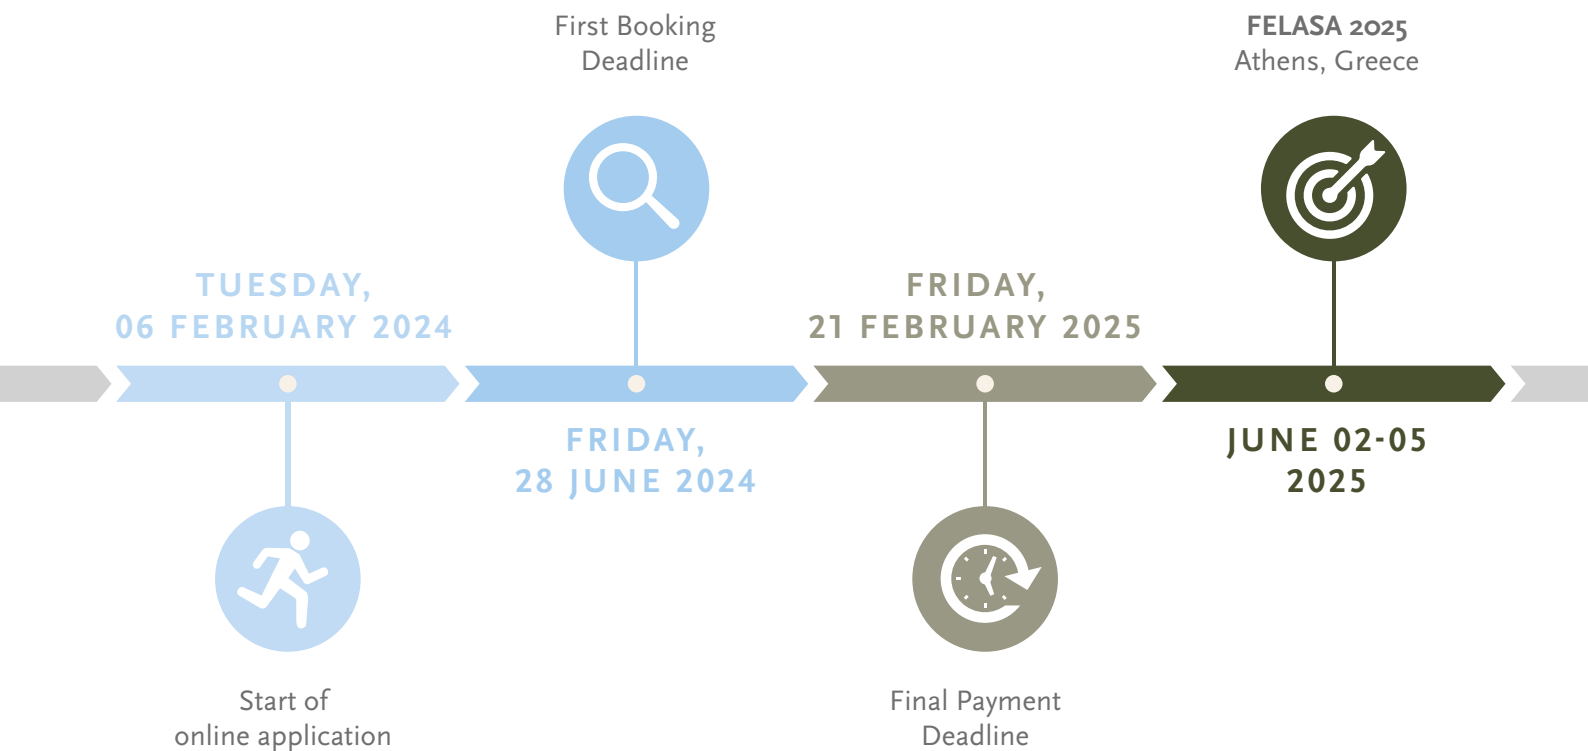 First Booking
Deadline
FELASA 2025
Athens, Greece
TUESDAY,
06 FEBRUARY 2024
FRIDAY,
21 FEBRUARY 2025
FRIDAY,
28 JUNE 2024
JUNE 02-05
2025
Start of
online application
Final Payment
Deadline